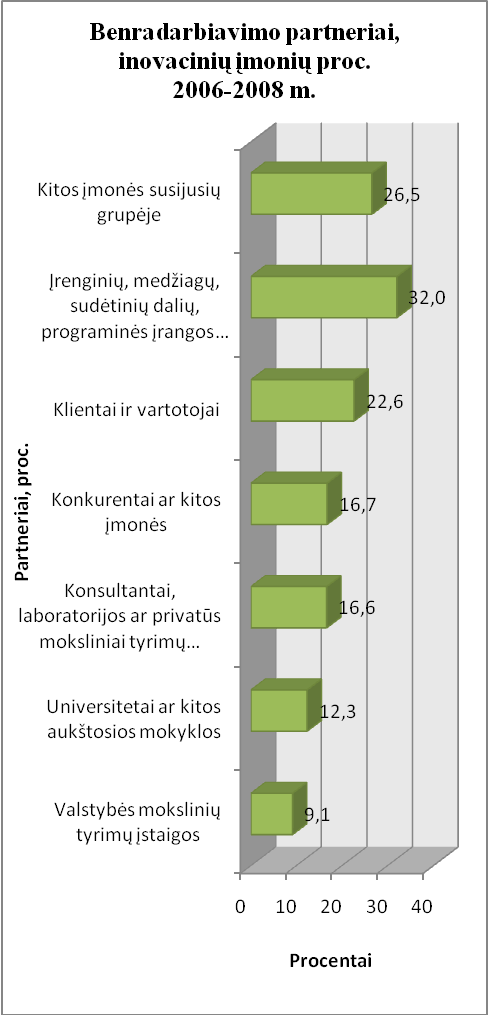 Benradarbiavimo partneriai,
inovacinių įmonių proc.
2006-2008 m.
Kitos įmonės susijusių
grupėje
26,5
Įrenginių, medžiagų,
sudėtinių dalių,
programinės įrangos...
32,0
Klientai ir vartotojai
22,6
Konkurentai ar kitos
įmonės
16,7
Konsultantai,
laboratorijos ar privatūs
moksliniai tyrimų...
16,6
Universitetai ar kitos
aukštosios mokyklos
12,3
Valstybės mokslinių
tyrimų įstaigos
9,1
Partneriai, proc.
0 10 20 30 40
Procentai